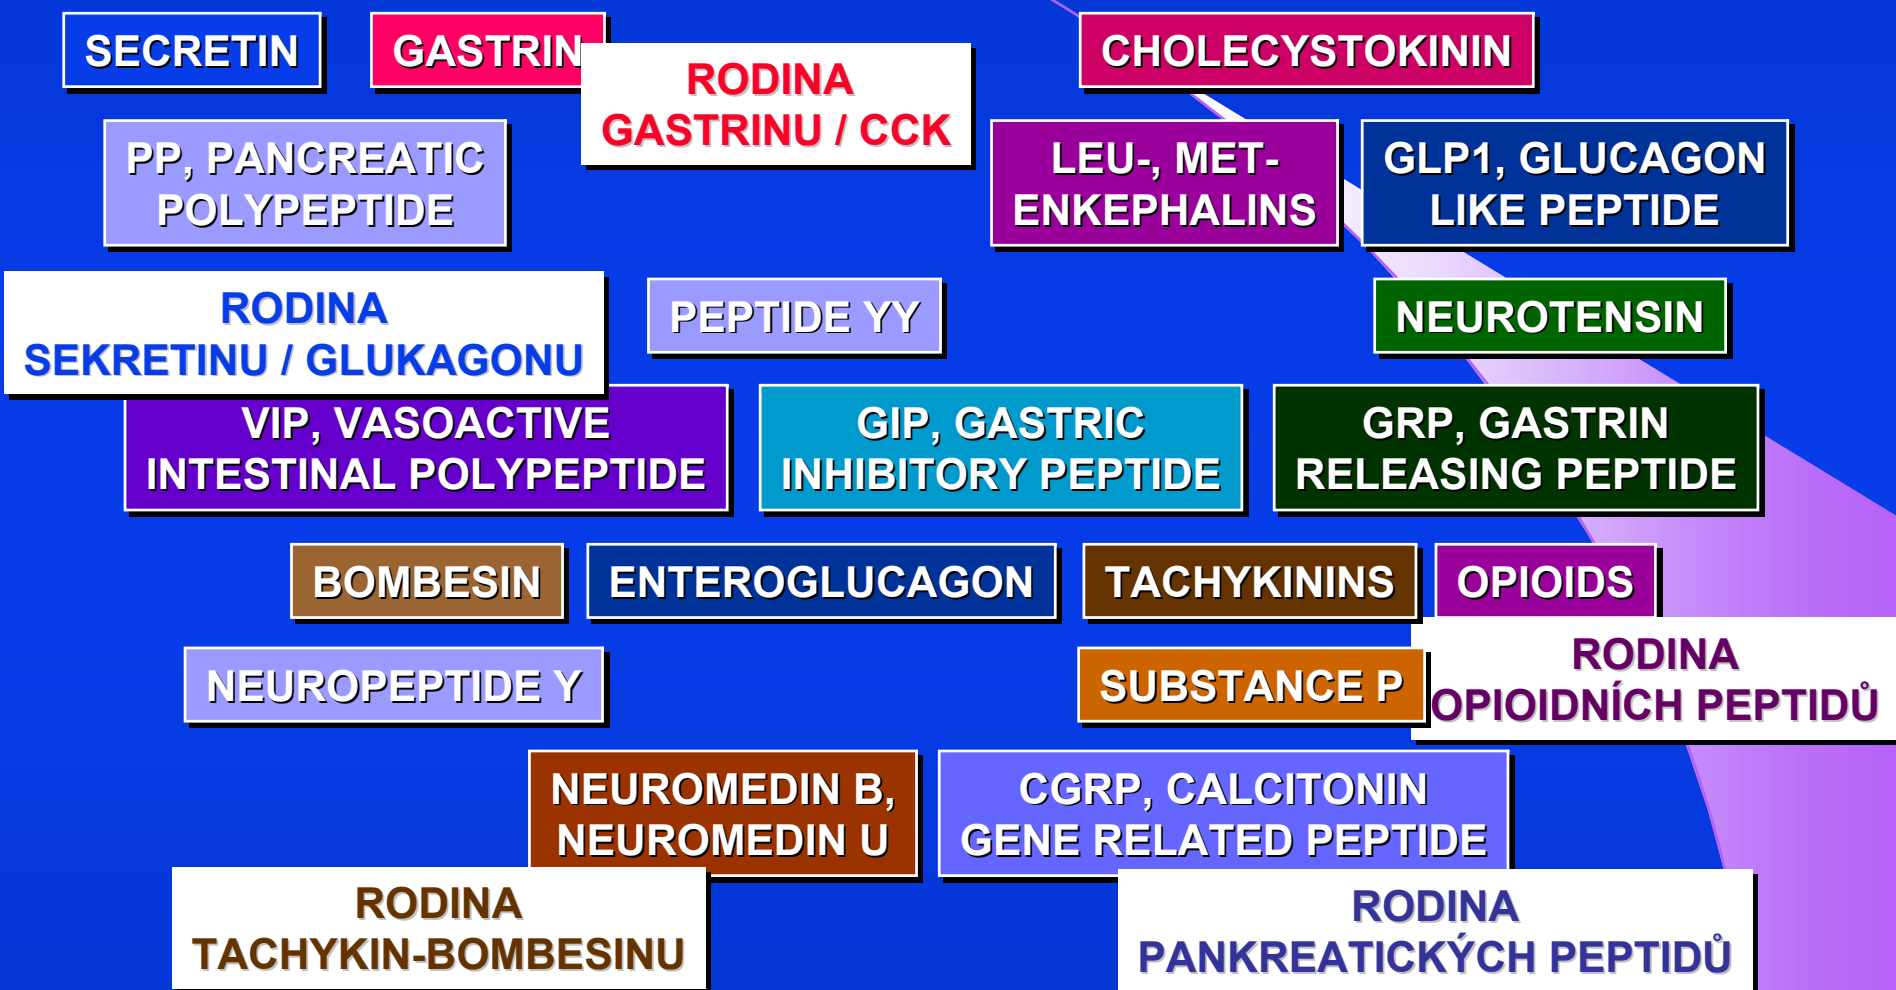 SECRETIN
GASTRIN
RODINA
GASTRINU / CCK
CHOLECYSTOKININ
PP, PANCREATIC
POLYPEPTIDE
LEU-, MET-
ENKEPHALINS
GLP1, GLUCAGON
LIKE PEPTIDE
RODINA
SEKRETINU / GLUKAGONU
PEPTIDE YY
NEUROTENSIN
VIP, VASOACTIVE
INTESTINAL POLYPEPTIDE
GIP, GASTRIC
INHIBITORY PEPTIDE
GRP, GASTRIN
RELEASING PEPTIDE
BOMBESIN
ENTEROGLUCAGON
TACHYKININS
OPIOIDS
NEUROPEPTIDE Y
SUBSTANCE P
RODINA
OPIOIDNÍCH PEPTIDŮ
NEUROMEDIN B,
NEUROMEDIN U
CGRP, CALCITONIN
GENE RELATED PEPTIDE
RODINA
TACHYKIN-BOMBESINU
RODINA
PANKREATICKÝCH PEPTIDŮ